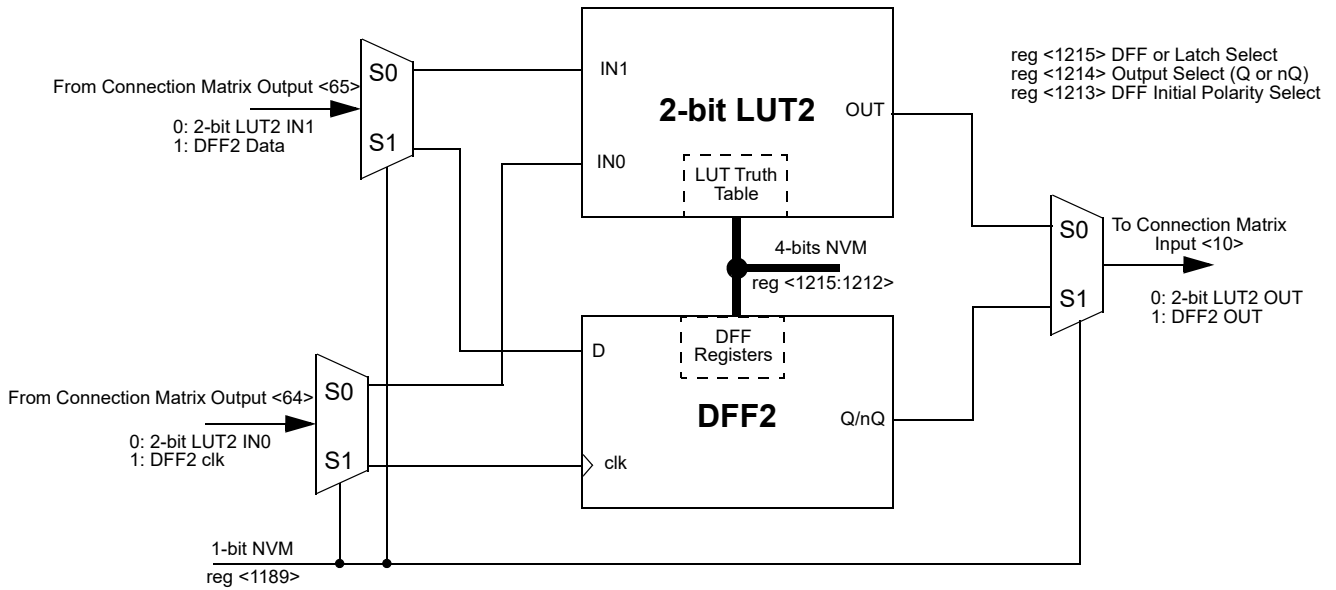 reg <1215> DFF or Latch Select
reg <1214> Output Select (Q or nQ)
reg <1213> DFF Initial Polarity Select
From Connection Matrix Output <65>
0: 2-bit LUT2 IN1
1: DFF2 Data
S0
S1
IN1
2-bit LUT2
OUT
IN0
LUT Truth
Table
4-bits NVM
reg <1215:1212>
S0
S1
To Connection Matrix
Input <10>
0: 2-bit LUT2 OUT
1: DFF2 OUT
From Connection Matrix Output <64>
0: 2-bit LUT2 IN0
1: DFF2 clk
S0
S1
D
DFF
Registers
DFF2
Q/nQ
clk
1-bit NVM
reg <1189>